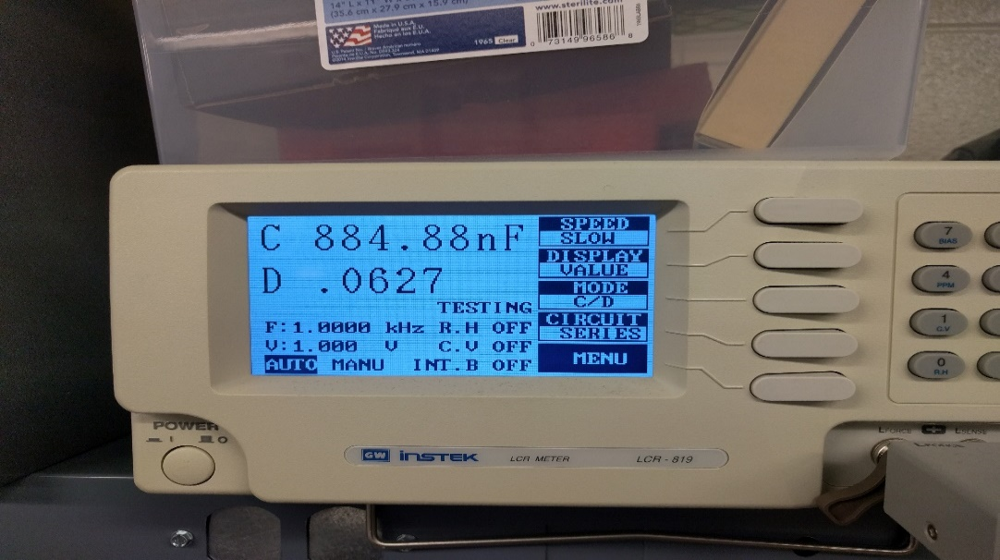 14" L x 11" W
(35.6 cm x 27.9 cm x 15.9 cm)
www.sterilite.com
Made in U.S.A.
Fabriqué aux E.U.
Hecho en los E.U.A.
1965 Clear
0 73149 96586 8
C 884.88nF
D .0627
TESTING
F:1.0000 kHz R.H OFF
V:1.000 V C.V OFF
AUTO MANU INT.B OFF
SPEED
SLOW
DISPLAY
VALUE
MODE
C/D
CIRCUIT
SERIES
MENU
7
BIAS
4
PPM
1
G.V
0
R.H
POWER
I O
GW INSTEK LCR METER LCR - 819
LFORCE LSENSE